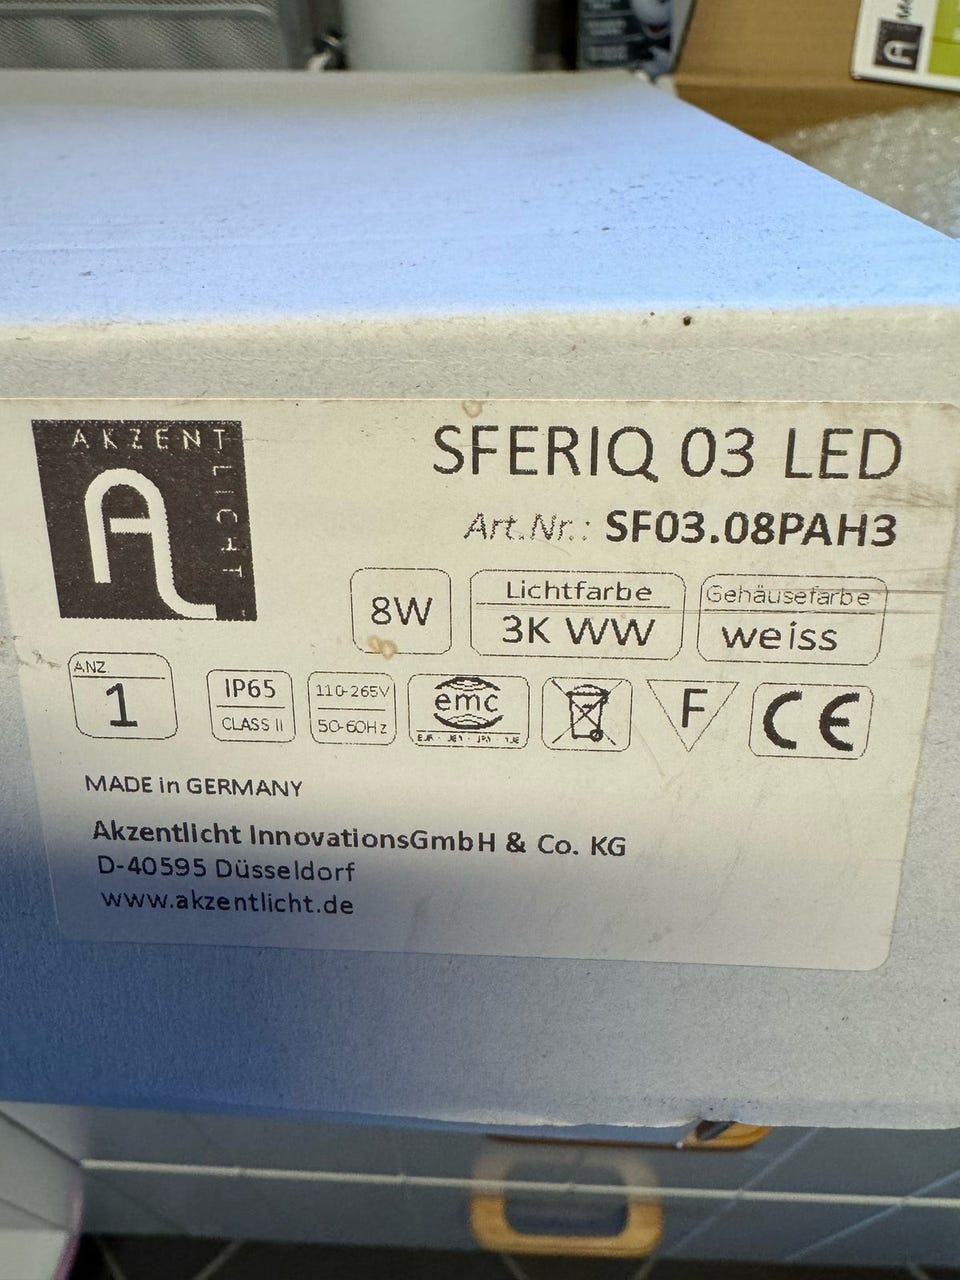 AKZENT
LICHT
SFERIQ 03 LED
Art.Nr.: SF03.08PAH3
8W
Lichtfarbe
3K WW
Gehäusefarbe
weiss
ANZ.
1
IP65
CLASS II
110-265V
50-60Hz
emc
F
CE
MADE in GERMANY
Akzentlicht InnovationsGmbH & Co. KG
D-40595 Düsseldorf
www.akzentlicht.de